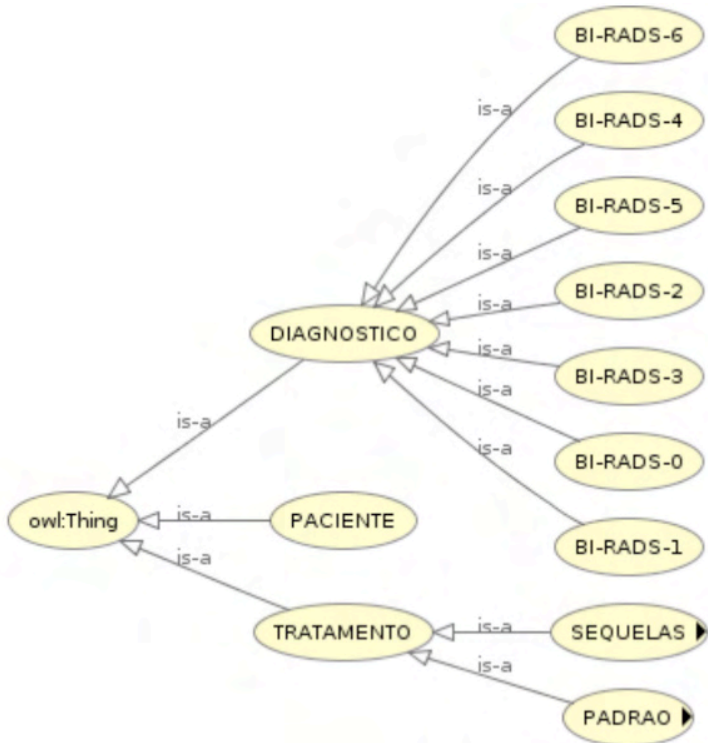 BI-RADS-6
is-a
BI-RADS-4
is-a
BI-RADS-5
is-a
BI-RADS-2
is-a
DIAGNOSTICO
is-a
BI-RADS-3
is-a
is-a
BI-RADS-0
is-a
owl:Thing
is-a
PACIENTE
BI-RADS-1
is-a
TRATAMENTO
is-a
SEQUELAS
is-a
PADRAO